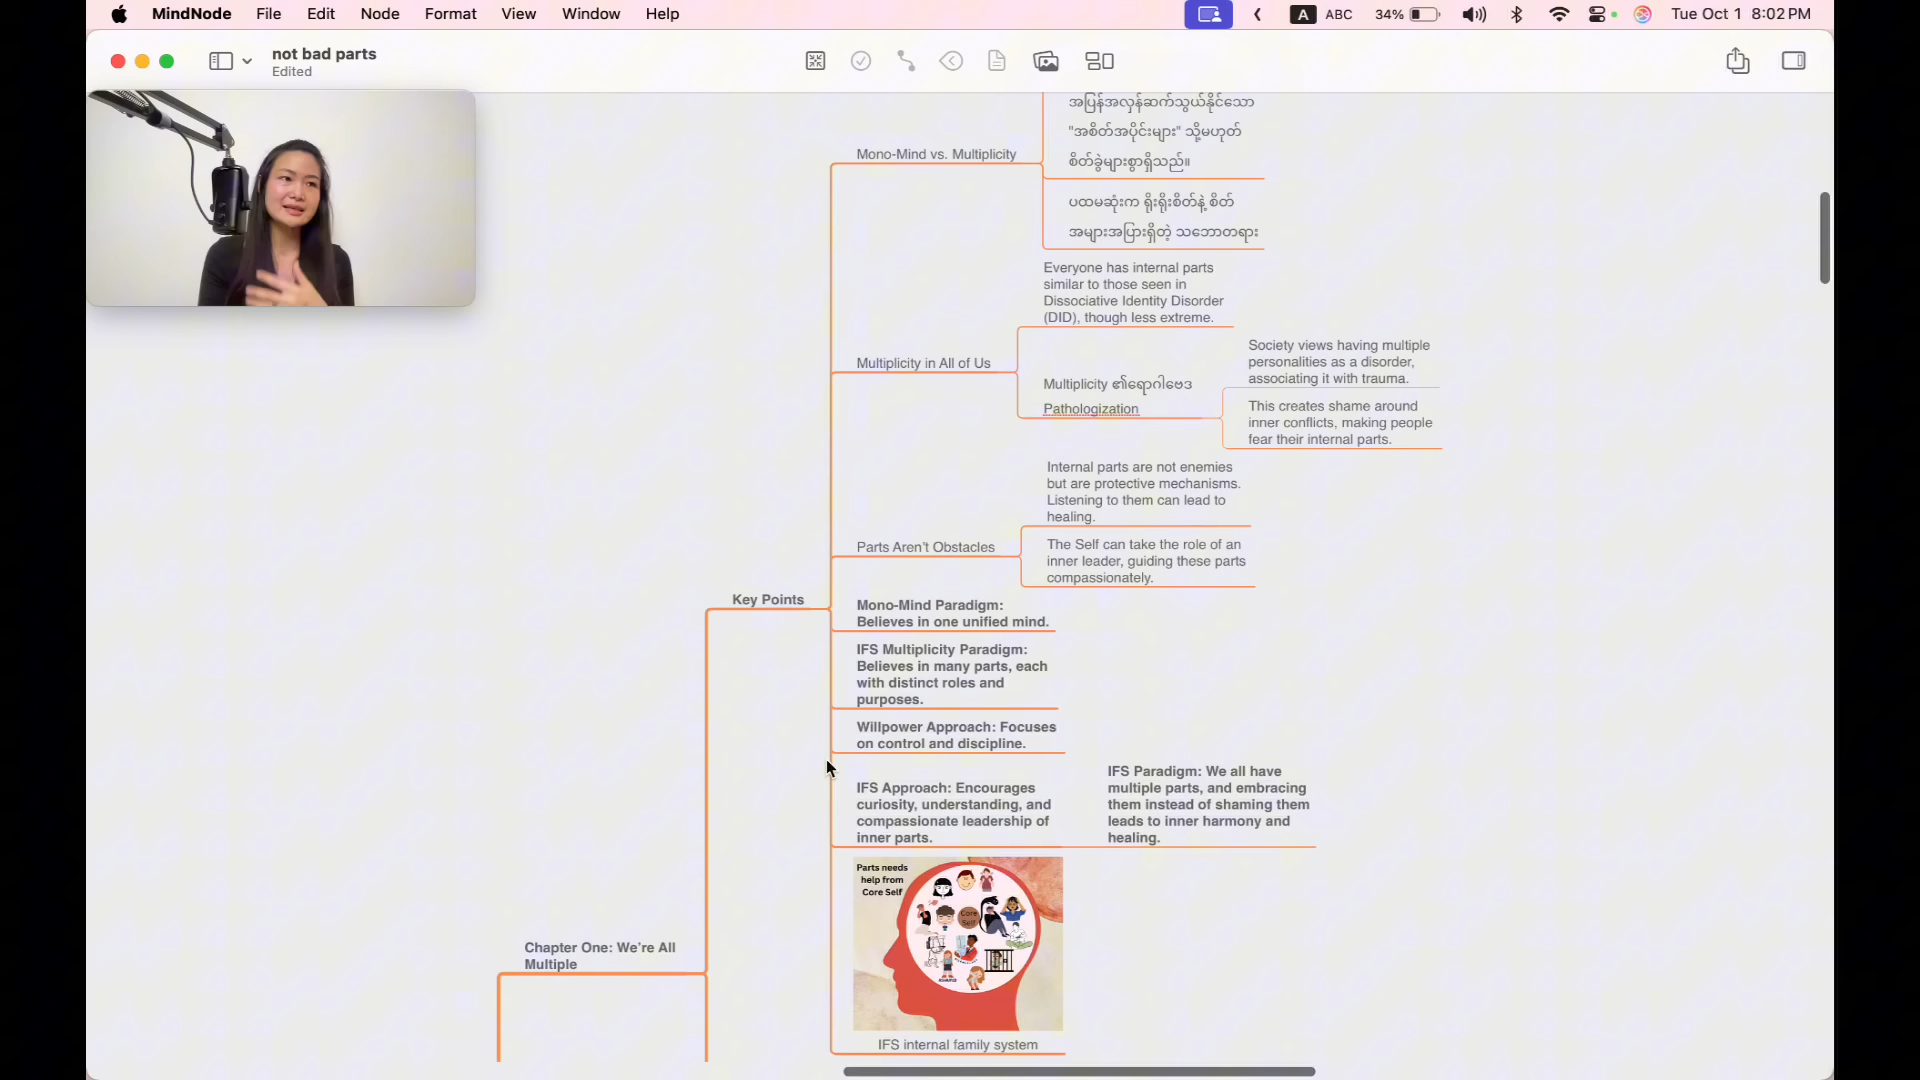 MindNode File Edit Node Format View Window Help
A ABC 34% Tue Oct 1 8:02 PM
not bad parts
Edited
အပြန်အလှန်ဆက်သွယ်နိုင်သော
"အစိတ်အပိုင်းများ" သို့မဟုတ်
စိတ်ခွဲများစွာရှိသည်။
Mono-Mind vs. Multiplicity
ပထမဆုံးက ရိုးရိုးစိတ်နဲ့ စိတ်
အများအပြားရှိတဲ့ သဘောတရား
Everyone has internal parts
similar to those seen in
Dissociative Identity Disorder
(DID), though less extreme.
Multiplicity in All of Us
Multiplicity ၏ရောဂါဗေဒ
Pathologization
Society views having multiple
personalities as a disorder,
associating it with trauma.
This creates shame around
inner conflicts, making people
fear their internal parts.
Internal parts are not enemies
but are protective mechanisms.
Listening to them can lead to
healing.
Parts Aren't Obstacles
The Self can take the role of an
inner leader, guiding these parts
compassionately.
Key Points
Mono-Mind Paradigm:
Believes in one unified mind.
IFS Multiplicity Paradigm:
Believes in many parts, each
with distinct roles and
purposes.
Willpower Approach: Focuses
on control and discipline.
IFS Approach: Encourages
curiosity, understanding, and
compassionate leadership of
inner parts.
IFS Paradigm: We all have
multiple parts, and embracing
them instead of shaming them
leads to inner harmony and
healing.
Parts needs
help from
Core Self
Core
Self
IFS internal family system
Chapter One: We're All
Multiple